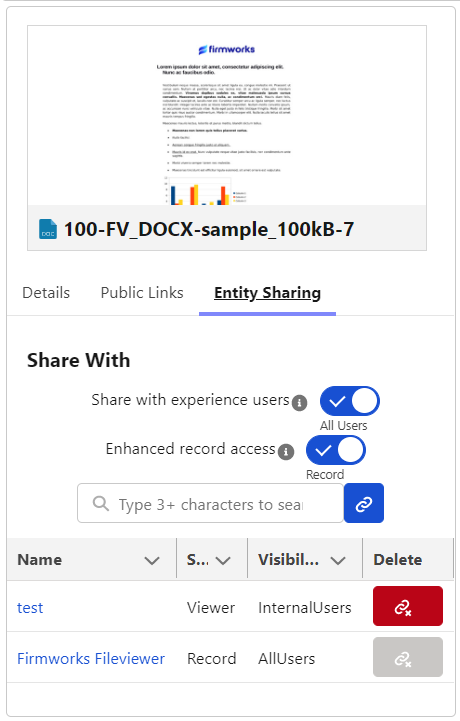 firmworks
Lorem ipsum dolor sit amet, consectetur adipiscing elit.
Nunc ac faucibus odio.
100-FV_DOCX-sample_100kB-7
Details Public Links Entity Sharing
Share With
Share with experience users
All Users
Enhanced record access
Record
Type 3+ characters to sea
Name S... Visibil... Delete
test Viewer InternalUsers
Firmworks Fileviewer Record AllUsers